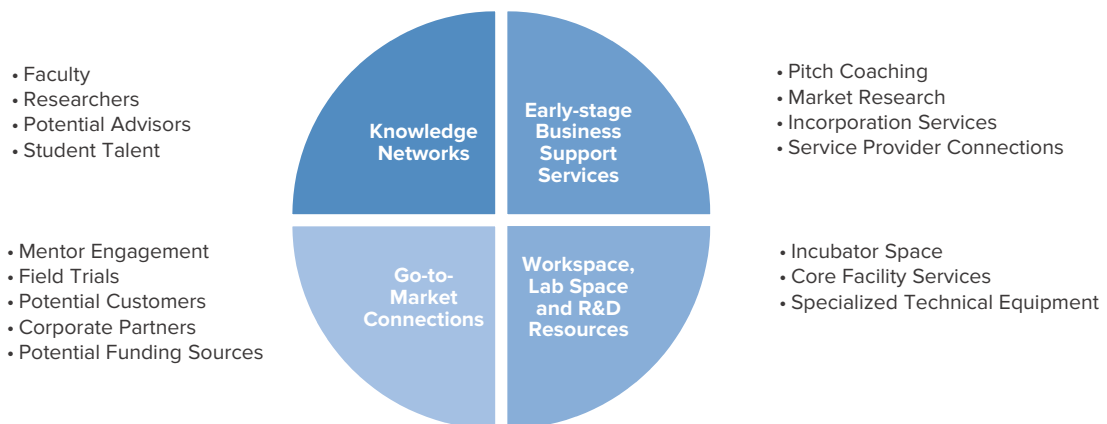 • Faculty
• Researchers
• Potential Advisors
• Student Talent
Knowledge
Networks
Early-stage
Business
Support
Services
• Pitch Coaching
• Market Research
• Incorporation Services
• Service Provider Connections
• Mentor Engagement
• Field Trials
• Potential Customers
• Corporate Partners
• Potential Funding Sources
Go-to-
Market
Connections
Workspace,
Lab Space
and R&D
Resources
• Incubator Space
• Core Facility Services
• Specialized Technical Equipment